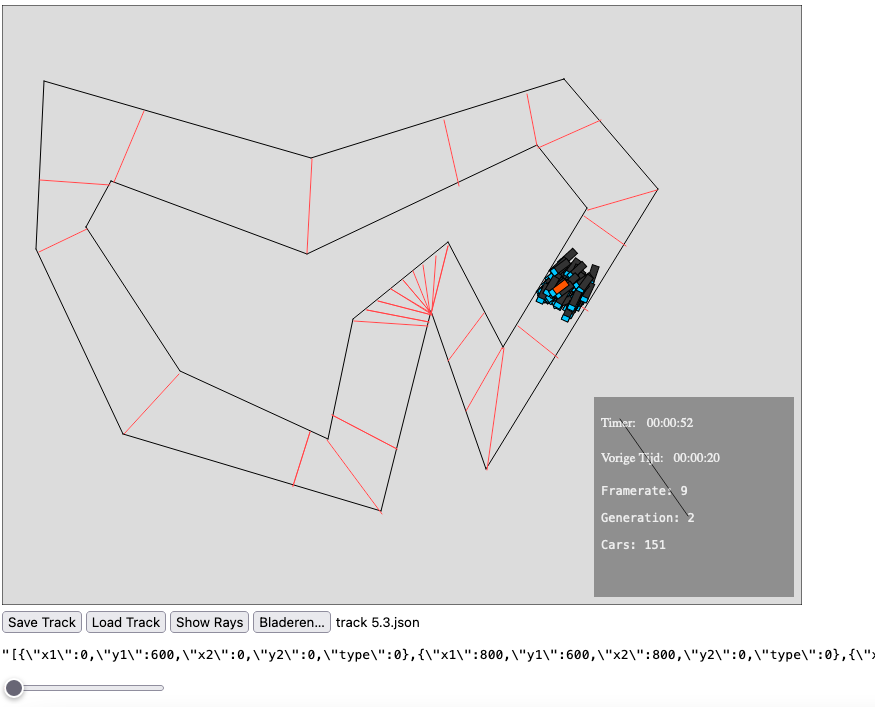 Timer: 00:00:52
Vorige Tijd: 00:00:20
Framerate: 9
Generation: 2
Cars: 151
Save Track Load Track Show Rays Bladeren... track 5.3.json
"[{\"x1\":0,\"y1\":600,\"x2\":0,\"y2\":0,\"type\":0},{\"x1\":800,\"y1\":600,\"x2\":800,\"y2\":0,\"type\":0},{\"x